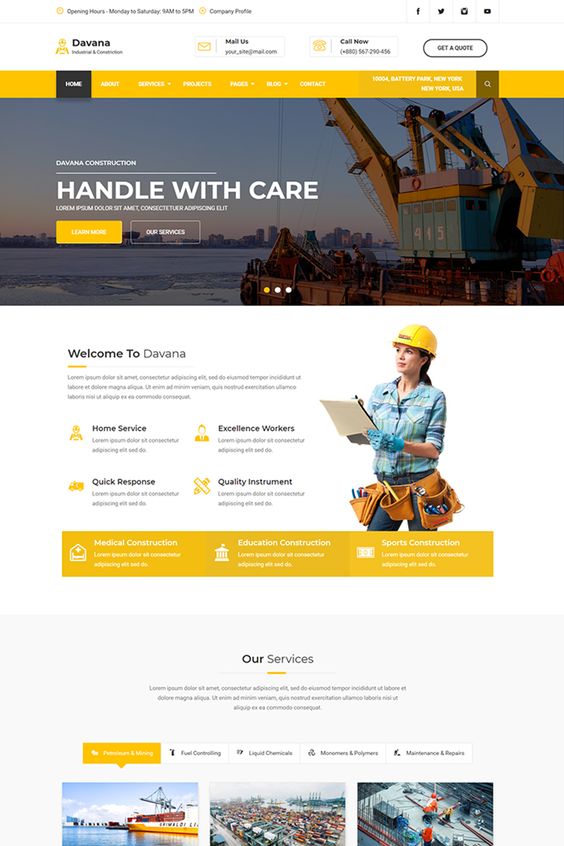 Opening Hours - Monday to Saturday: 9AM to 5PM
Company Profile
Davana
Industrial & Constriction
Mail Us
your_site@mail.com
Call Now
(+880) 567-290-456
GET A QUOTE
HOME
ABOUT
SERVICES
PROJECTS
PAGES
BLOG
CONTACT
10004, BATTERY PARK, NEW YORK
NEW YORK, USA
DAVANA CONSTRUCTION
HANDLE WITH CARE
LOREM IPSUM DOLOR SIT AMET, CONSECTETUER ADIPISCING ELIT
LEARN MORE
OUR SERVICES
415
Welcome To Davana
Lorem ipsum dolor sit amet, consectetur adipiscing elit, sed do eiusmod tempor incididunt ut
labore et dolore magna aliqua. Ut enim ad minim veniam, quis nostrud exercitation ullamco
laboris nisi ut aliquip ex ea commodo consequat.
Home Service
Lorem ipsum dolor sit consectetur
adipiscing elit sed do.
Excellence Workers
Lorem ipsum dolor sit consectetur
adipiscing elit sed do.
Quick Response
Lorem ipsum dolor sit consectetur
adipiscing elit sed do.
Quality Instrument
Lorem ipsum dolor sit consectetur
adipiscing elit sed do.
Medical Construction
Lorem ipsum dolor sit consectetur
adipiscing elit sed do.
Education Construction
Lorem ipsum dolor sit consectetur
adipiscing elit sed do.
Sports Construction
Lorem ipsum dolor sit consectetur
adipiscing elit sed do.
Our Services
Lorem ipsum dolor sit amet, consectetur adipiscing elit, sed do eiusmod tempor
incididunt ut labore et dolore magna aliqua. Ut enim ad minim veniam, quis nostrud exercitation
ullamco laboris nisi ut aliquip ex ea commodo consequat.
Petroleum & Mining
Fuel Controlling
Liquid Chemicals
Monomers & Polymers
Maintenance & Repairs
GRIMALDI LI